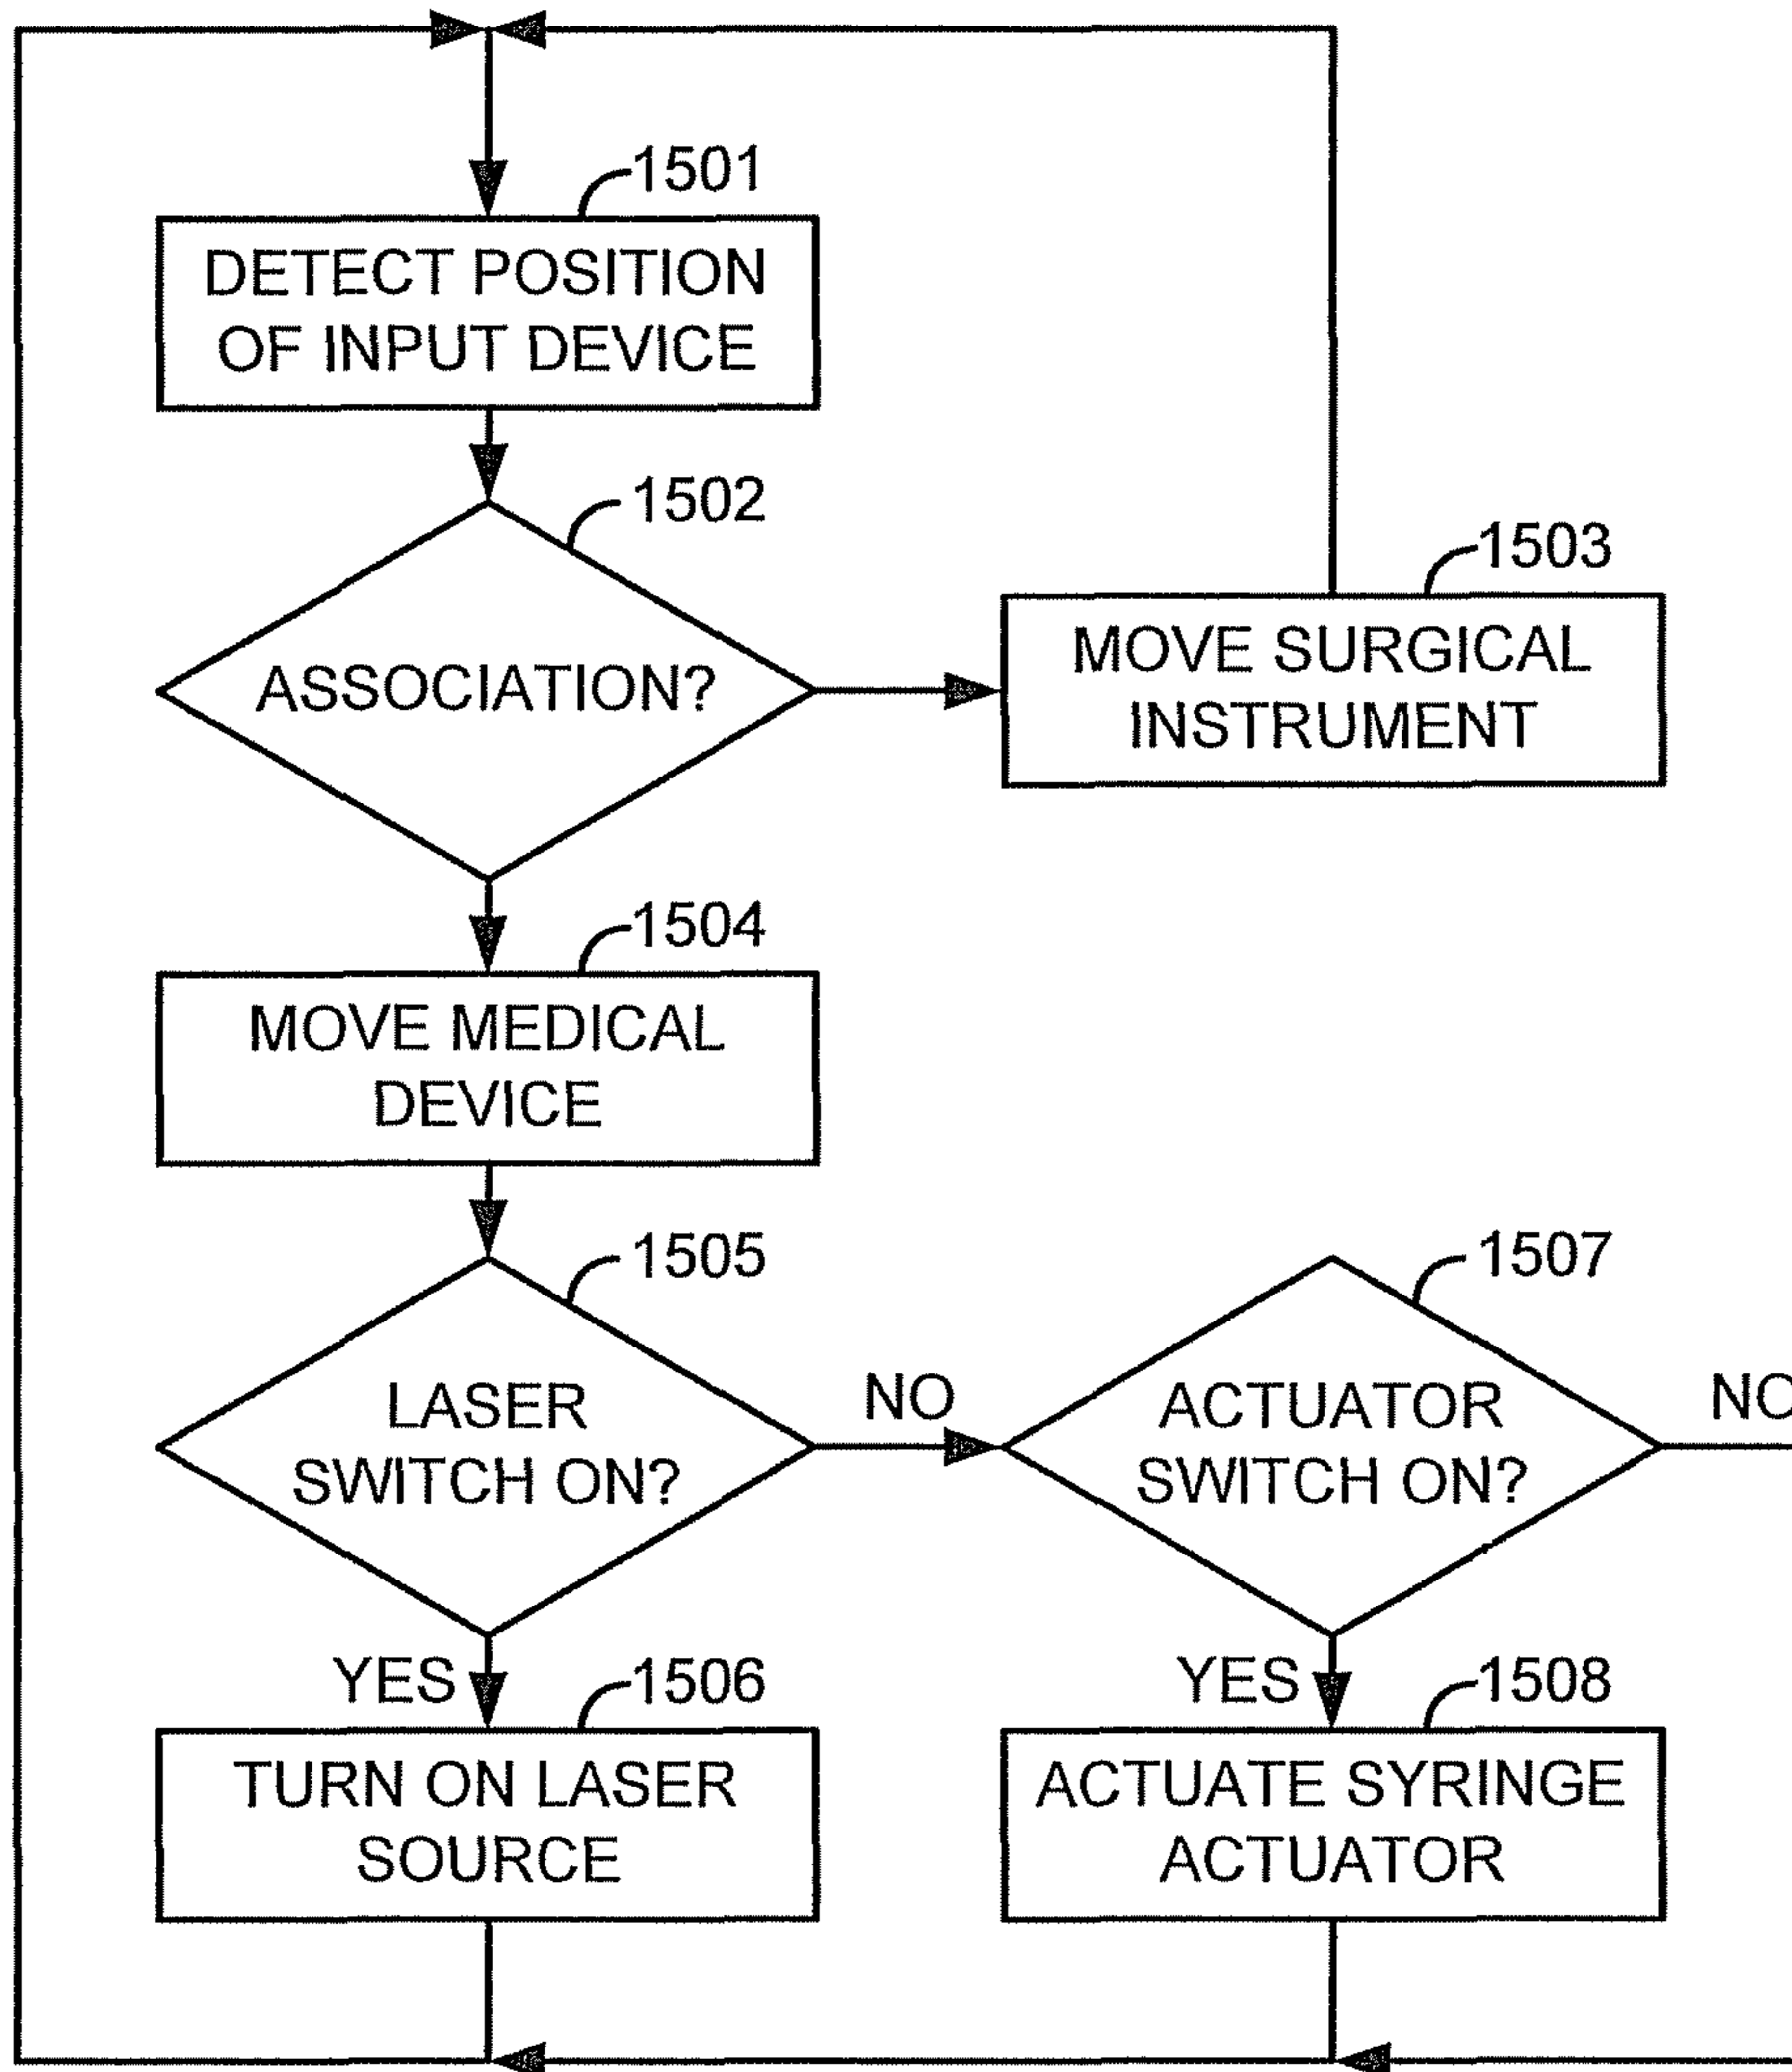 1501
DETECT POSITION
OF INPUT DEVICE
1502
ASSOCIATION?
1503
MOVE SURGICAL
INSTRUMENT
1504
MOVE MEDICAL
DEVICE
1505
LASER
SWITCH ON?
NO
1507
ACTUATOR
SWITCH ON?
NO
YES
1506
TURN ON LASER
SOURCE
YES
1508
ACTUATE SYRINGE
ACTUATOR